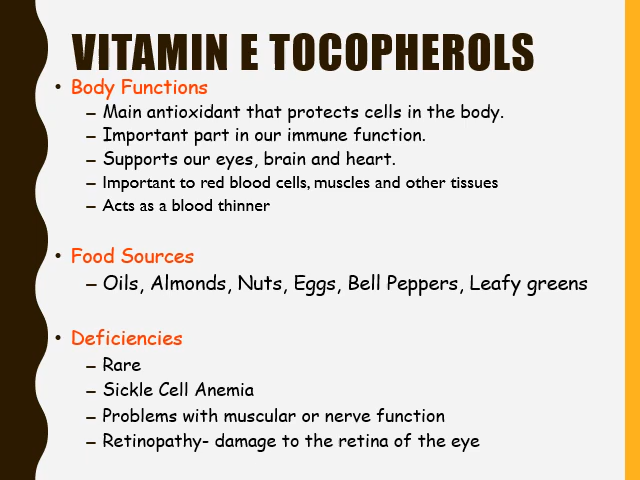 VITAMIN E TOCOPHEROLS
• Body Functions
– Main antioxidant that protects cells in the body.
– Important part in our immune function.
– Supports our eyes, brain and heart.
– Important to red blood cells, muscles and other tissues
– Acts as a blood thinner
• Food Sources
– Oils, Almonds, Nuts, Eggs, Bell Peppers, Leafy greens
• Deficiencies
– Rare
– Sickle Cell Anemia
– Problems with muscular or nerve function
– Retinopathy- damage to the retina of the eye